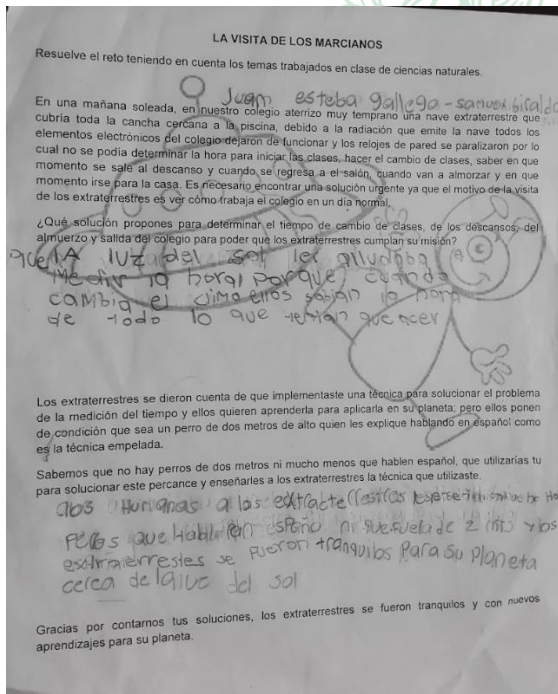 LA VISITA DE LOS MARCIANOS
Resuelve el reto teniendo en cuenta los temas trabajados en clase de ciencias naturales.
Juan esteba gallego - samuel
En una mañana soleada, en nuestro colegio aterrizo muy temprano una nave extraterrestre que
cubría toda la cancha cercana a la piscina, debido a la radiación que emite la nave todos los
elementos electrónicos del colegio dejaron de funcionar y los relojes de pared se paralizaron por lo
cual no se podía determinar la hora para iniciar las clases, hacer el cambio de clases, saber en que
momento se sale al descanso y cuando se regresa a el salón, cuando van a almorzar y en que
momento irse para la casa. Es necesario encontrar una solución urgente ya que el motivo de la visita
de los extraterrestres es ver cómo trabaja el colegio en un día normal.
¿Qué solución propones para determinar el tiempo de cambio de clases, de los descansos, del
almuerzo y salida del colegio para poder que los extraterrestres cumplan su misión?
que lA luz del sol les alludaba a
Medir la hora porque cuando
cambia el clima ellos sabian la hora
de todo lo que tenian que acer
Los extraterrestres se dieron cuenta de que implementaste una técnica para solucionar el problema
de la medición del tiempo y ellos quieren aprenderla para aplicarla en su planeta; pero ellos ponen
de condición que sea un perro de dos metros de alto quien les explique hablando en español como
es la técnica empelada.
Sabemos que no hay perros de dos metros ni mucho menos que hablen español, que utilizarías tu
para solucionar este percance y enseñarles a los extraterrestres la técnica que utilizaste.
Humanas a las
que ni de 2 y los
se fueron tranquilos Para su Planeta
cerca de la luz del sol
Gracias por contarnos tus soluciones, los extraterrestres se fueron tranquilos y con nuevos
aprendizajes para su planeta.